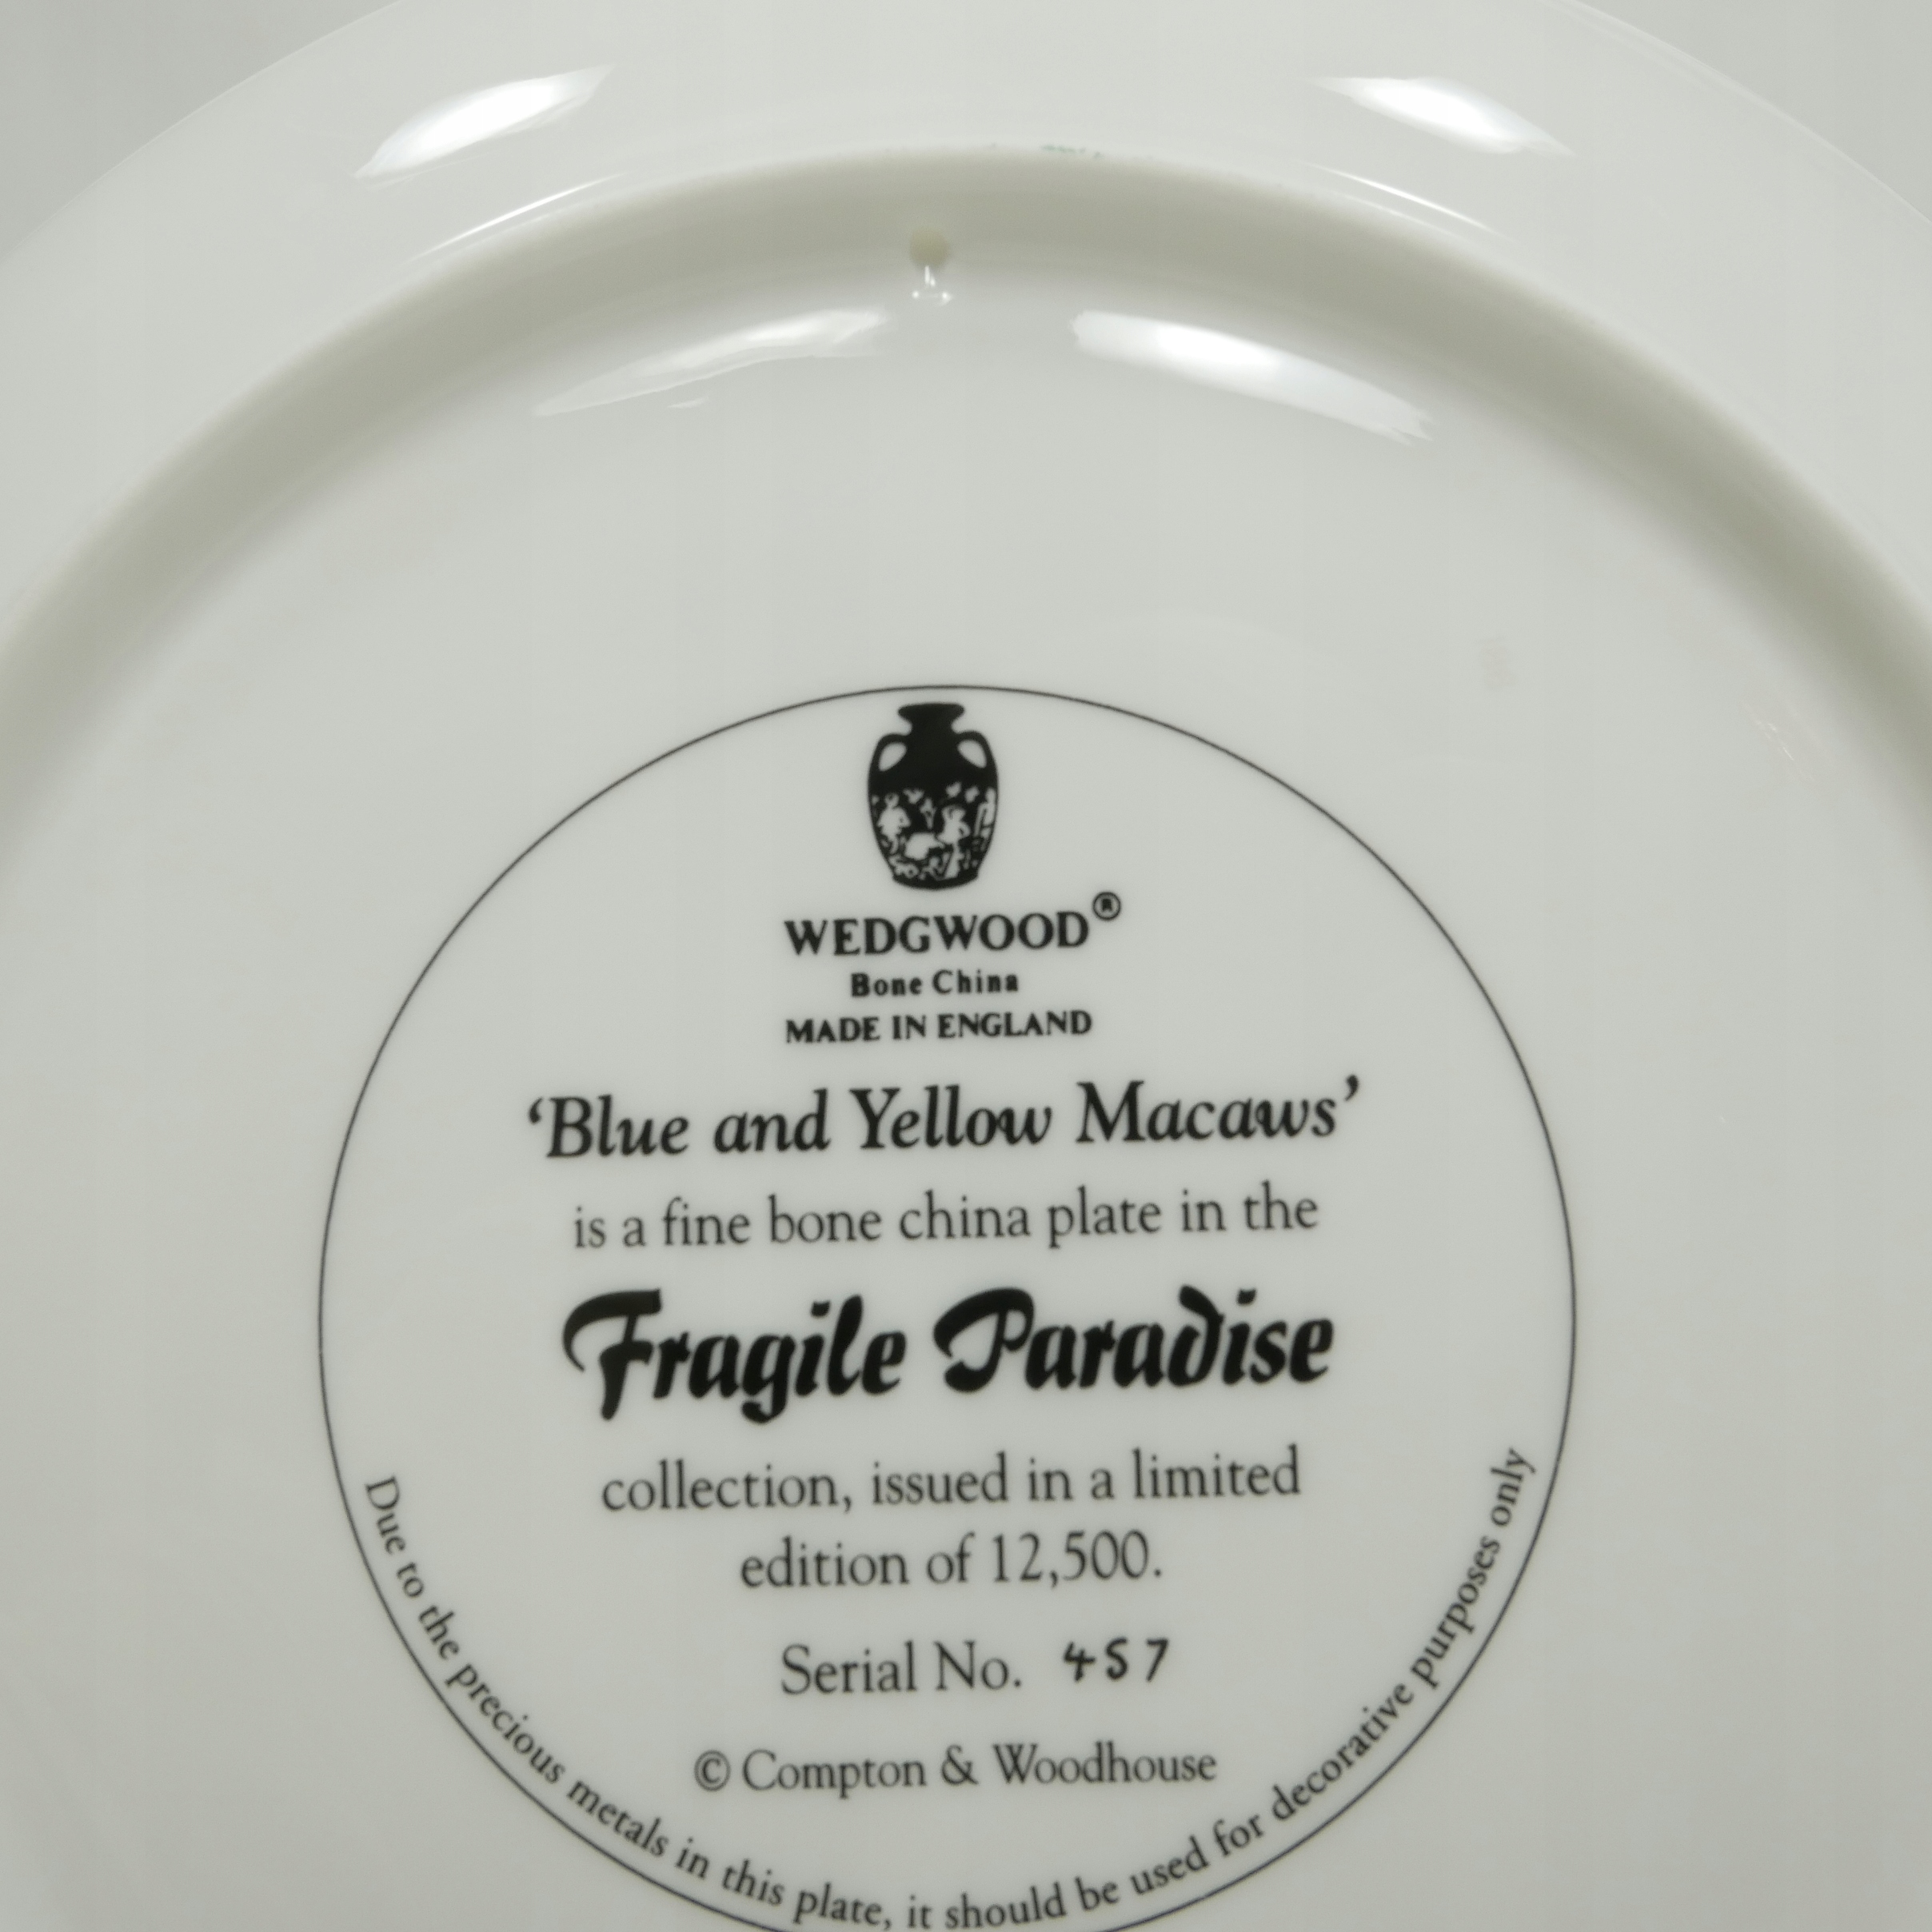 WEDGWOOD®
Bone China
MADE IN ENGLAND
‘Blue and Yellow Macaws’
is a fine bone china plate in the
Fragile Paradise
collection, issued in a limited
edition of 12,500.
Serial No. 457
© Compton & Woodhouse
Due to the precious metals in this plate, it should be used for decorative purposes only